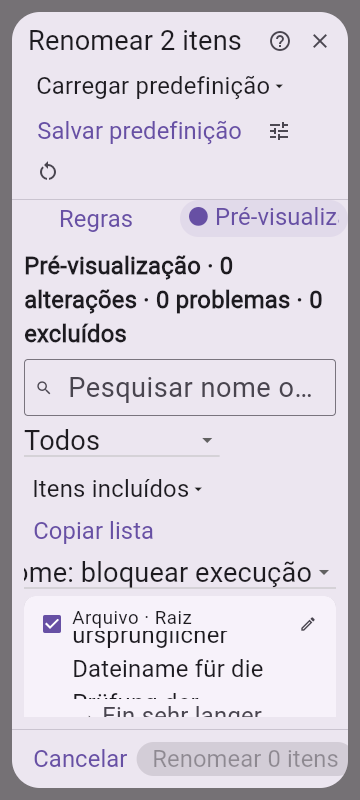 Renomear 2 itens
Carregar predefinição
Salvar predefinição
Regras
Pré-visualiz
Pré-visualização · 0
alterações · 0 problemas · 0
excluídos
Pesquisar nome o...
Todos
Itens incluídos
Copiar lista
ome: bloquear execução
Arquivo · Raiz
ursprünglicher
Dateiname für die
Prüfung der
Ein sehr langer
Cancelar
Renomear 0 itens